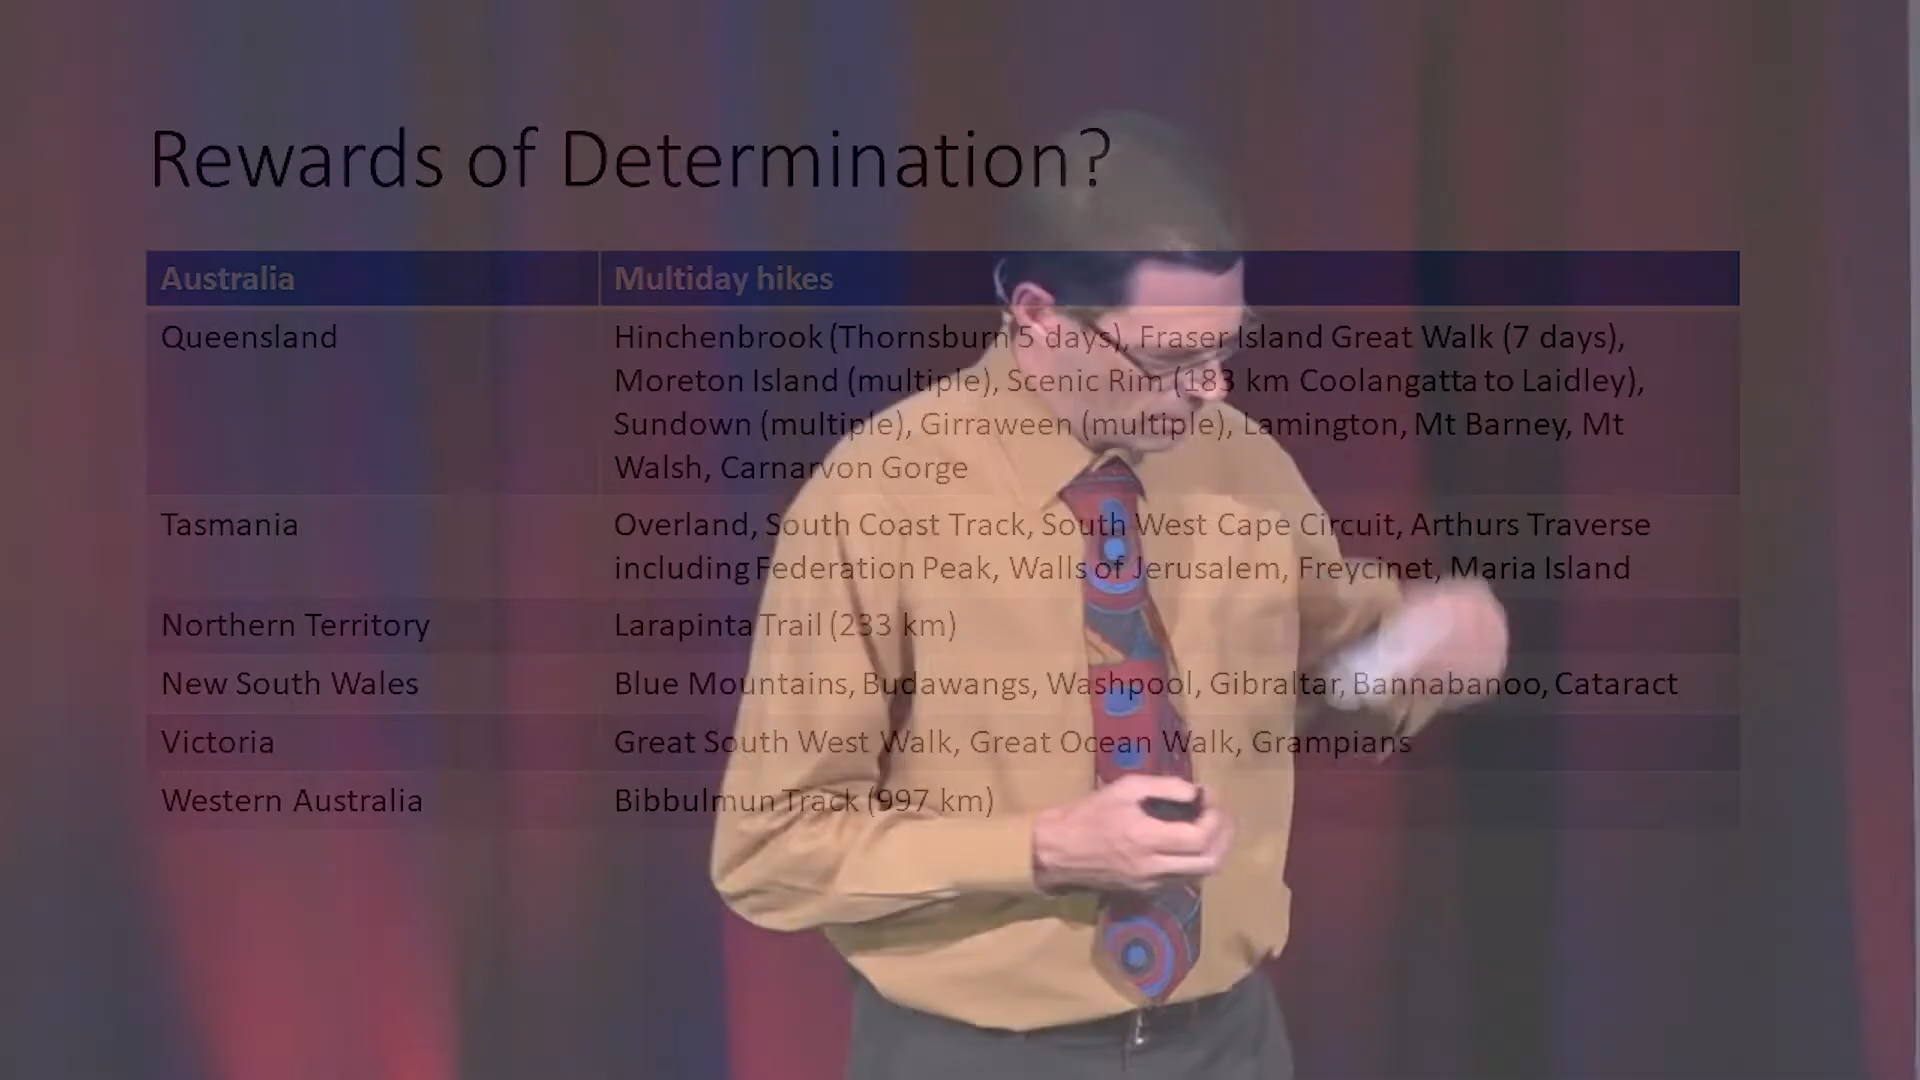 Rewards of Determination?
Australia
Multiday hikes
Queensland
Hinchenbrook (Thornsburn 5 days), Fraser Island Great Walk (7 days),
Moreton Island (multiple), Scenic Rim (183 km Coolangatta to Laidley),
Sundown (multiple), Girraween (multiple), Lamington, Mt Barney, Mt
Walsh, Carnarvon Gorge
Tasmania
Overland, South Coast Track, South West Cape Circuit, Arthurs Traverse
including Federation Peak, Walls of Jerusalem, Freycinet, Maria Island
Northern Territory
Larapinta Trail (233 km)
New South Wales
Blue Mountains, Budawangs, Washpool, Gibraltar, Bannabanoo, Cataract
Victoria
Great South West Walk, Great Ocean Walk, Grampians
Western Australia
Bibbulmun Track (997 km)